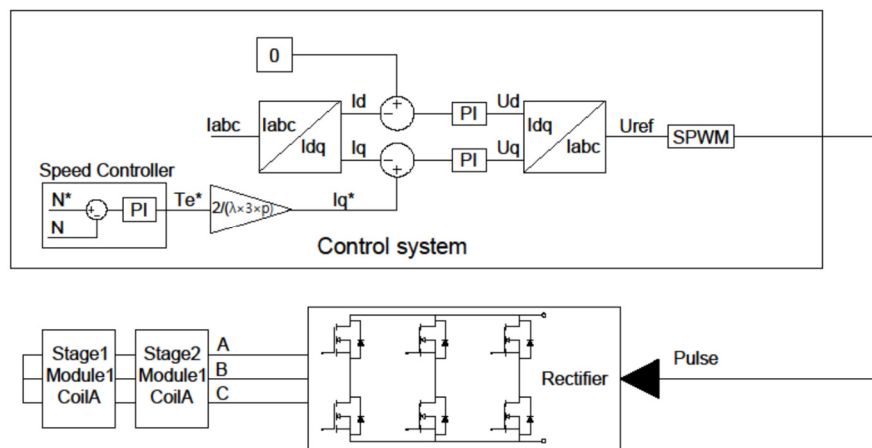 0
Iabc
Iabc
Idq
Id
Iq
+
−
−
+
PI
PI
Ud
Uq
Idq
Iabc
Uref
SPWM
Speed Controller
N*
N
+
−
PI
Te*
2/(λ×3×p)
Iq*
Control system
Stage1
Module1
CoilA
Stage2
Module1
CoilA
A
B
C
Rectifier
Pulse